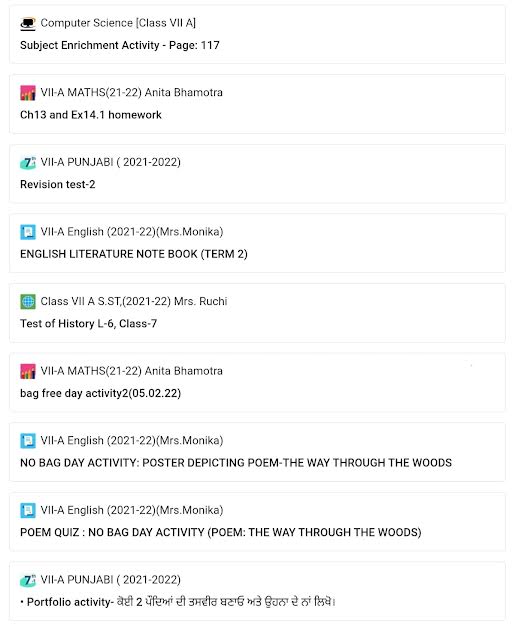 Computer Science [Class VII A]
Subject Enrichment Activity - Page: 117
VII-A MATHS(21-22) Anita Bhamotra
Ch13 and Ex14.1 homework
7th
VII-A PUNJABI ( 2021-2022)
Revision test-2
VII-A English (2021-22)(Mrs.Monika)
ENGLISH LITERATURE NOTE BOOK (TERM 2)
Class VII A S.ST,(2021-22) Mrs. Ruchi
Test of History L-6, Class-7
VII-A MATHS(21-22) Anita Bhamotra
bag free day activity2(05.02.22)
VII-A English (2021-22)(Mrs.Monika)
NO BAG DAY ACTIVITY: POSTER DEPICTING POEM-THE WAY THROUGH THE WOODS
VII-A English (2021-22)(Mrs.Monika)
POEM QUIZ : NO BAG DAY ACTIVITY (POEM: THE WAY THROUGH THE WOODS)
7th
VII-A PUNJABI ( 2021-2022)
• Portfolio activity- ਕੋਈ 2 ਪੌਦਿਆਂ ਦੀ ਤਸਵੀਰ ਬਣਾਓ ਅਤੇ ਉਹਨਾ ਦੇ ਨਾਂ ਲਿਖੋ।